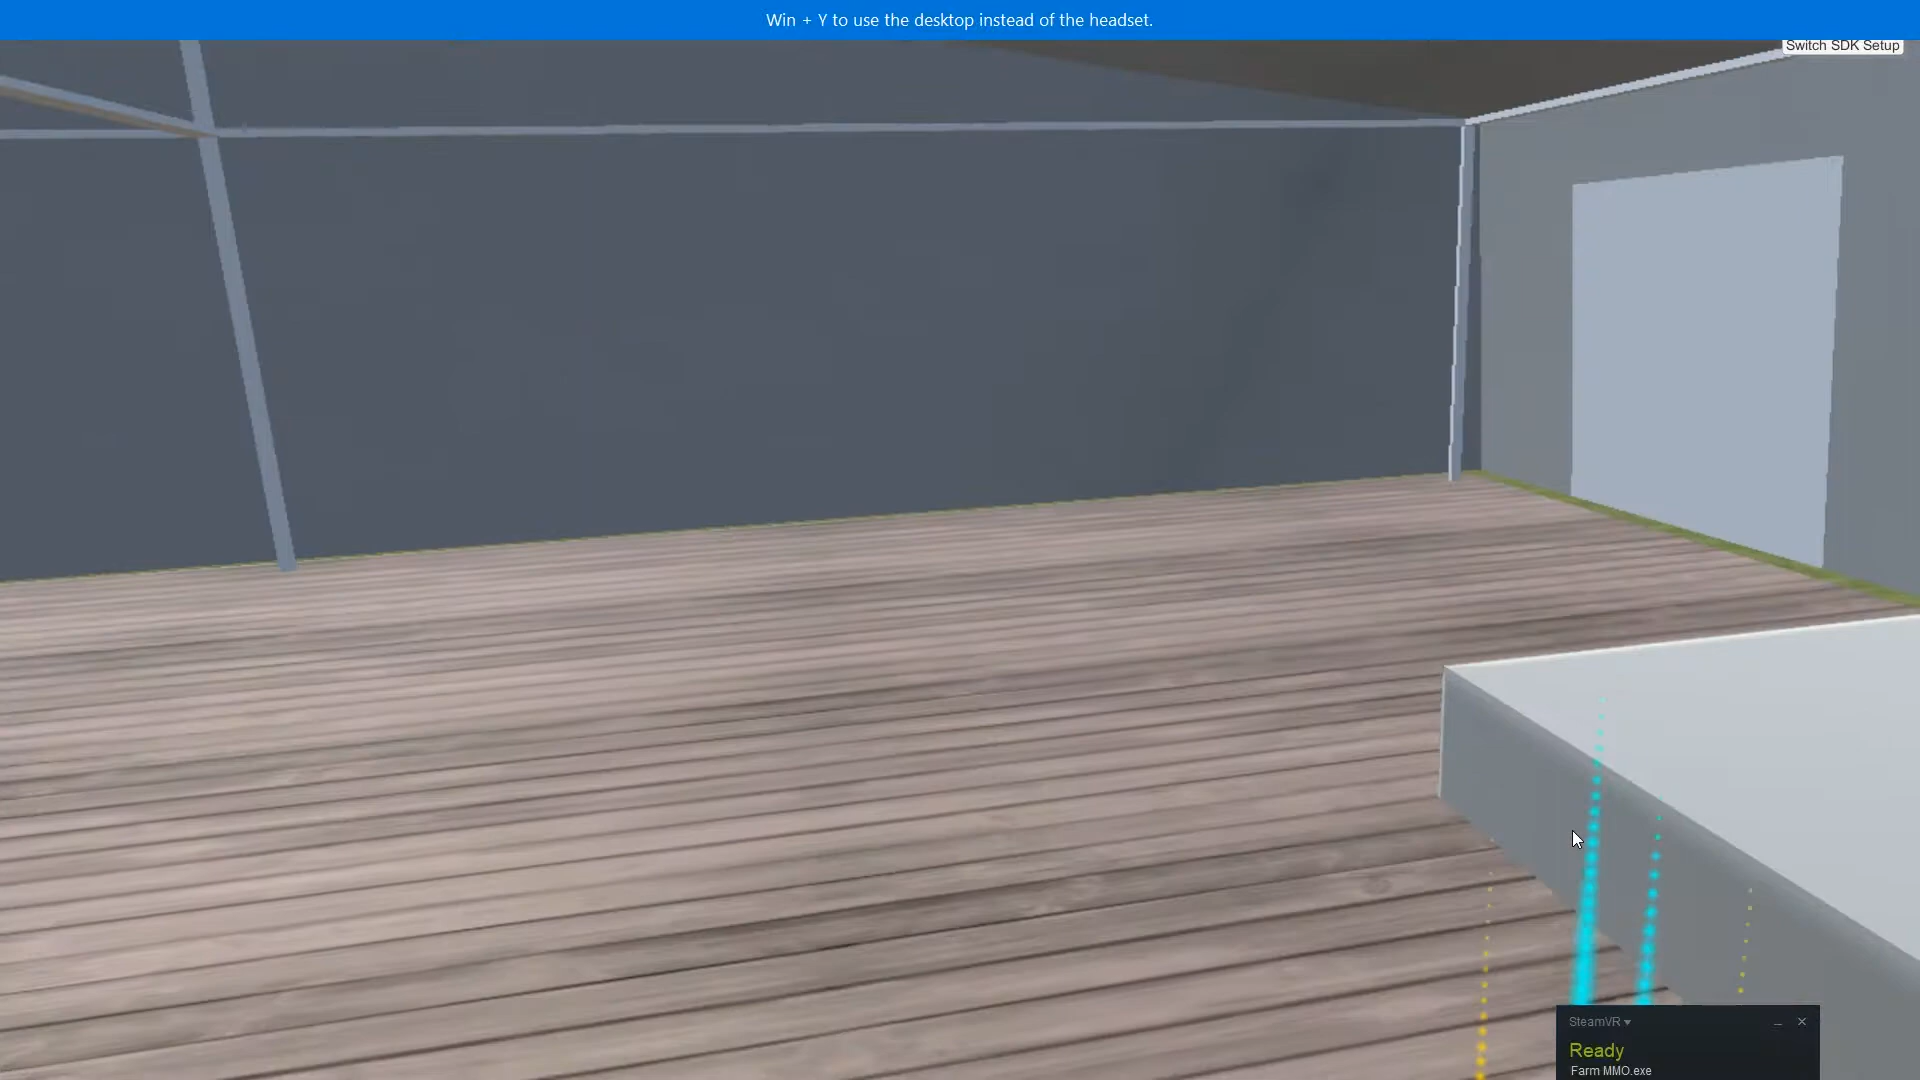 Win + Y to use the desktop instead of the headset.
Switch SDK Setup
SteamVR
Ready
Farm MMO.exe